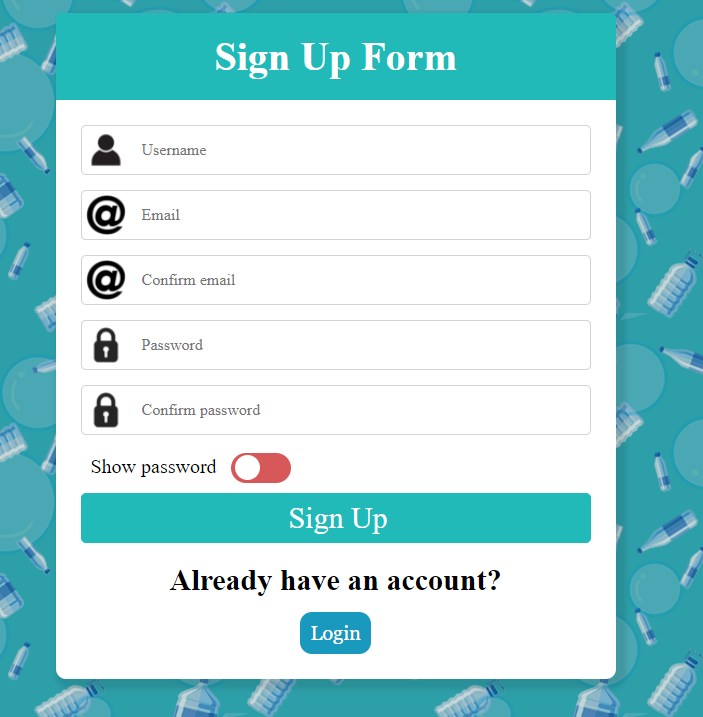 Sign Up Form
Username
Email
Confirm email
Password
Confirm password
Show password
Sign Up
Already have an account?
Login